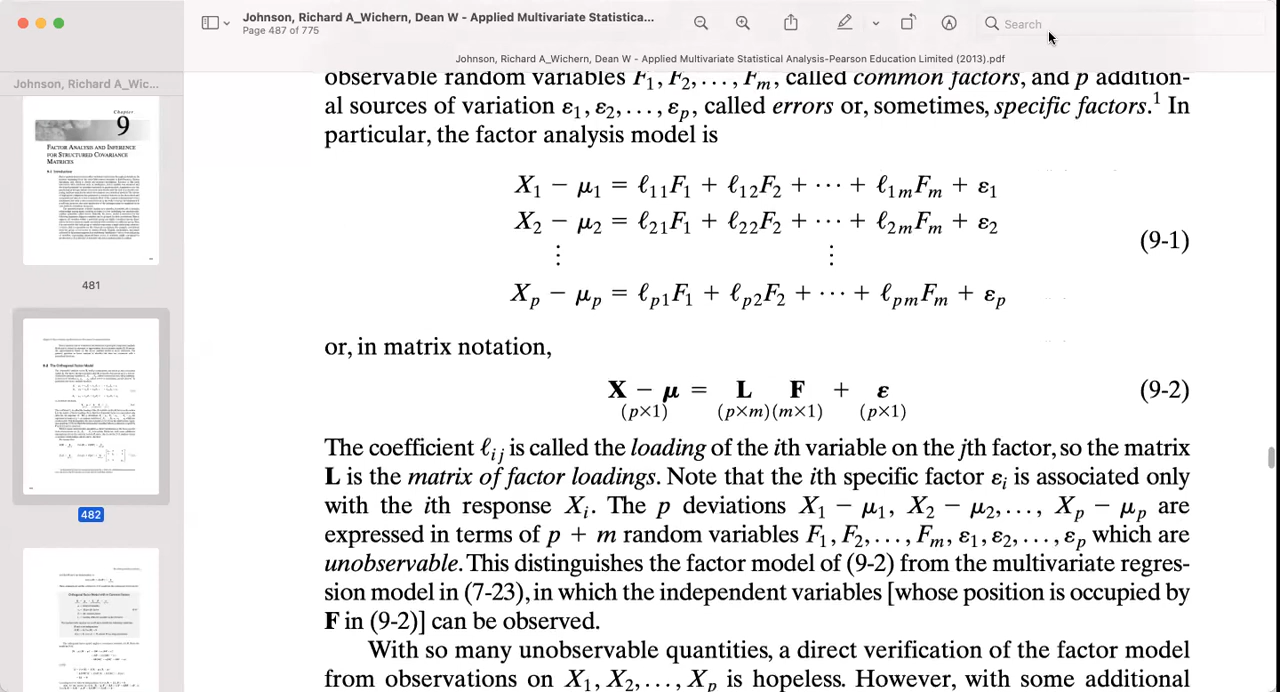 Johnson, Richard A_Wichern, Dean W - Applied Multivariate Statistica...
Page 487 of 775
Search
Johnson, Richard A_Wichern, Dean W - Applied Multivariate Statistical Analysis-Pearson Education Limited (2013).pdf
Johnson, Richard A_Wic...
Chapter
9
FACTOR ANALYSIS AND INFERENCE
FOR STRUCTURED COVARIANCE
MATRICES
481
482
observable random variables F₁, F₂, ..., Fₘ, called common factors, and p addition-
al sources of variation ε₁, ε₂, ..., εₚ, called errors or, sometimes, specific factors.¹ In
particular, the factor analysis model is
X₁ − μ₁ = ℓ₁₁F₁ + ℓ₁₂F₂ + ··· + ℓ₁ₘFₘ + ε₁
X₂ − μ₂ = ℓ₂₁F₁ + ℓ₂₂F₂ + ··· + ℓ₂ₘFₘ + ε₂
⋮ ⋮
(9-1)
Xₚ − μₚ = ℓₚ₁F₁ + ℓₚ₂F₂ + ··· + ℓₚₘFₘ + εₚ
or, in matrix notation,
X − μ = L F + ε (9-2)
(p×1) (p×m)(m×1) (p×1)
The coefficient ℓᵢⱼ is called the loading of the ith variable on the jth factor, so the matrix
L is the matrix of factor loadings. Note that the ith specific factor εᵢ is associated only
with the ith response Xᵢ. The p deviations X₁ − μ₁, X₂ − μ₂, ..., Xₚ − μₚ are
expressed in terms of p + m random variables F₁, F₂, ..., Fₘ, ε₁, ε₂, ..., εₚ which are
unobservable. This distinguishes the factor model of (9-2) from the multivariate regres-
sion model in (7-23), in which the independent variables [whose position is occupied by
F in (9-2)] can be observed.
With so many unobservable quantities, a direct verification of the factor model
from observations on X₁, X₂, ..., Xₚ is hopeless. However, with some additional